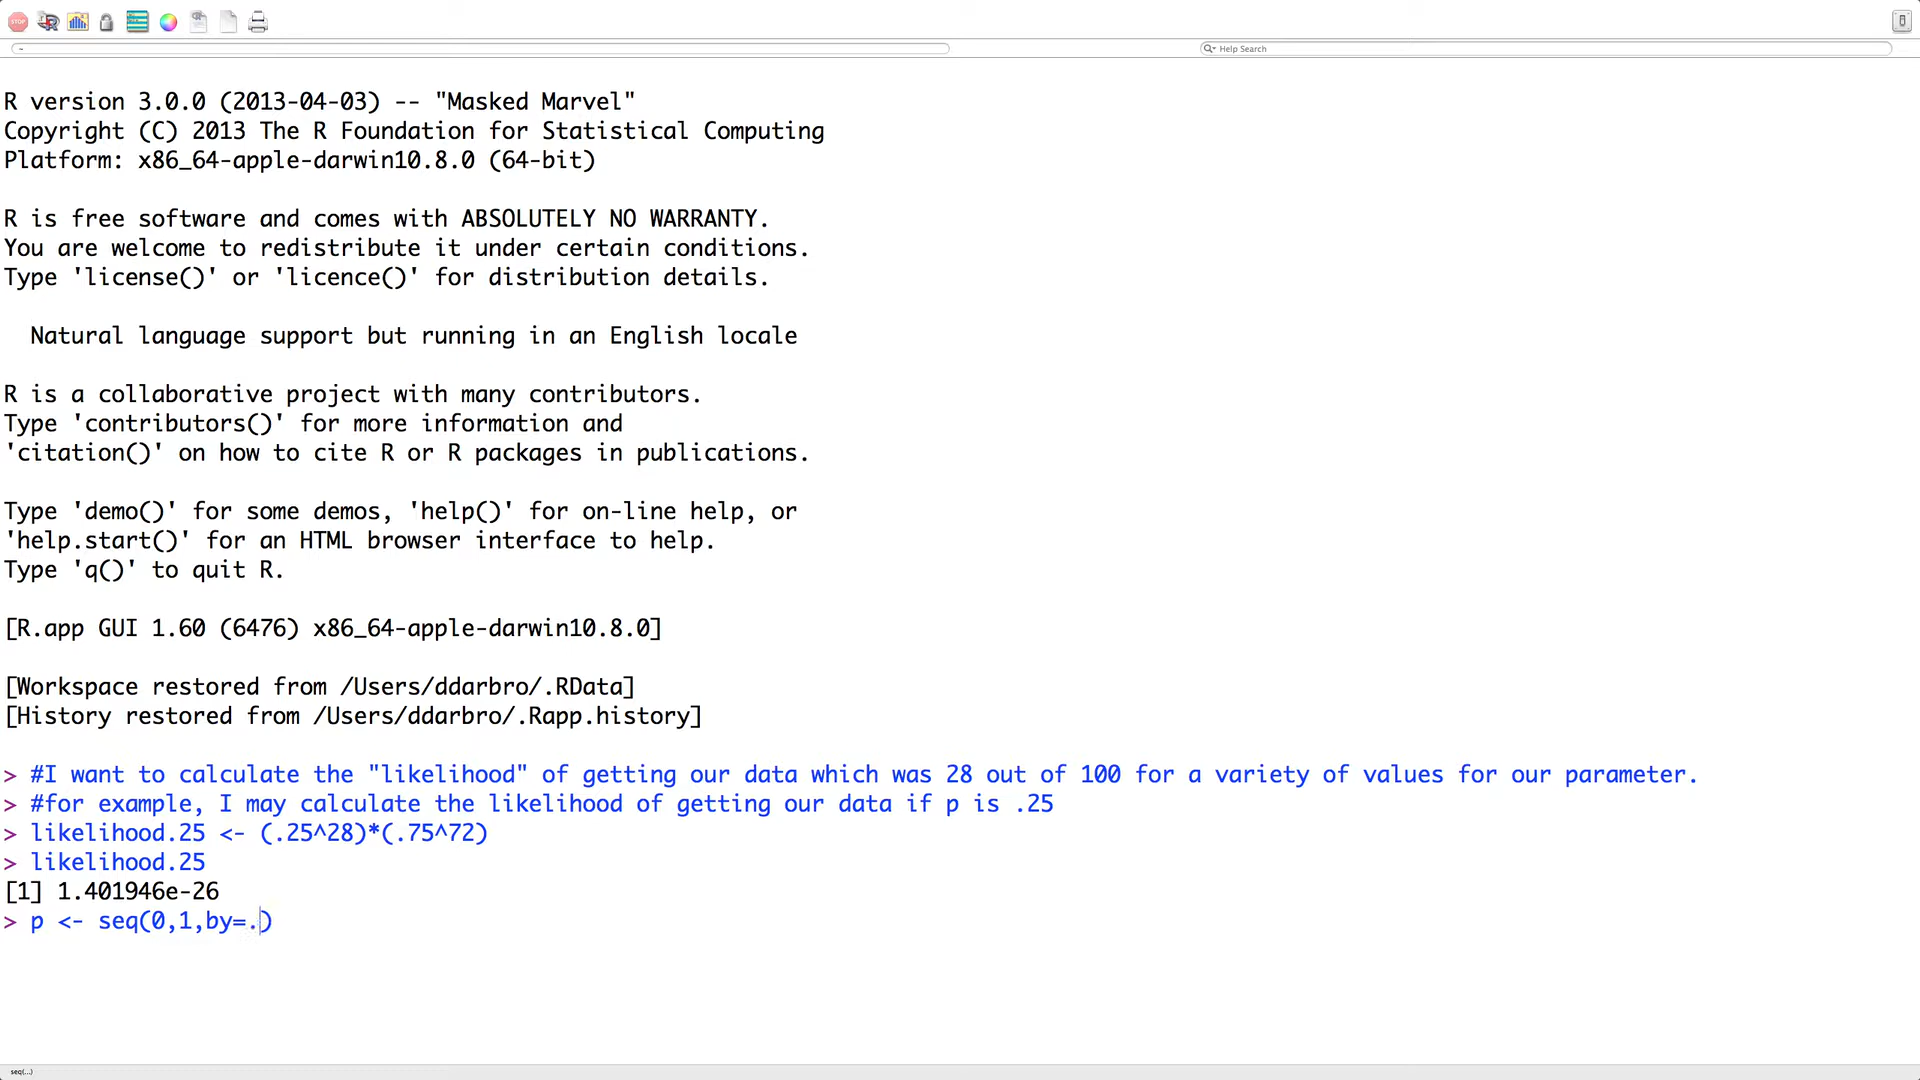 STOP
~
Help Search
R version 3.0.0 (2013-04-03) -- "Masked Marvel"
Copyright (C) 2013 The R Foundation for Statistical Computing
Platform: x86_64-apple-darwin10.8.0 (64-bit)
R is free software and comes with ABSOLUTELY NO WARRANTY.
You are welcome to redistribute it under certain conditions.
Type 'license()' or 'licence()' for distribution details.
Natural language support but running in an English locale
R is a collaborative project with many contributors.
Type 'contributors()' for more information and
'citation()' on how to cite R or R packages in publications.
Type 'demo()' for some demos, 'help()' for on-line help, or
'help.start()' for an HTML browser interface to help.
Type 'q()' to quit R.
[R.app GUI 1.60 (6476) x86_64-apple-darwin10.8.0]
[Workspace restored from /Users/ddarbro/.RData]
[History restored from /Users/ddarbro/.Rapp.history]
> #I want to calculate the "likelihood" of getting our data which was 28 out of 100 for a variety of values for our parameter.
> #for example, I may calculate the likelihood of getting our data if p is .25
> likelihood.25 <- (.25^28)*(.75^72)
> likelihood.25
[1] 1.401946e-26
> p <- seq(0,1,by=.)
seq(...)